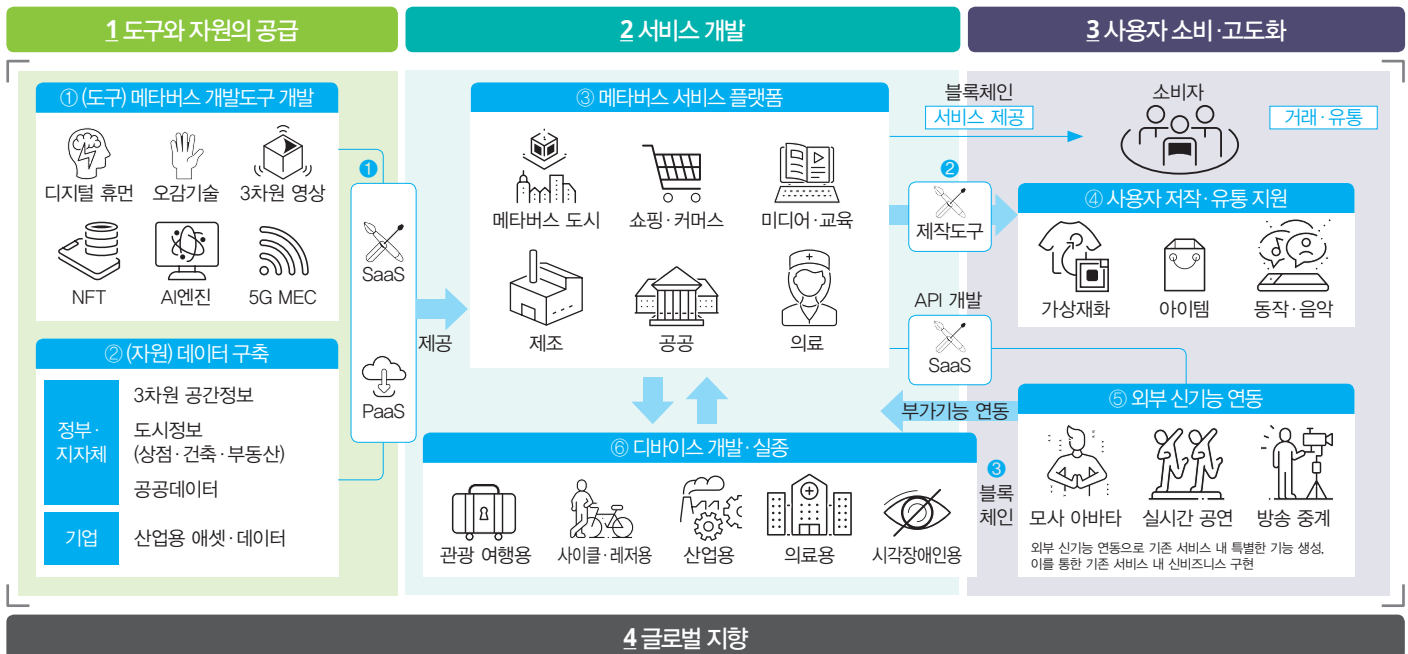 1 도구와 자원의 공급
2 서비스 개발
3 사용자 소비·고도화
① (도구) 메타버스 개발도구 개발
디지털 휴먼
오감기술
3차원 영상
NFT
AI엔진
5G MEC
② (자원) 데이터 구축
정부·
지자체
3차원 공간정보
도시정보
(상점·건축·부동산)
공공데이터
기업
산업용 애셋·데이터
❶
SaaS
PaaS
제공
③ 메타버스 서비스 플랫폼
메타버스 도시
쇼핑·커머스
미디어·교육
제조
공공
의료
⑥ 디바이스 개발·실종
관광 여행용
사이클·레저용
산업용
의료용
시각장애인용
블록체인
서비스 제공
소비자
거래·유통
❷
제작도구
④ 사용자 저작·유통 지원
가상재화
아이템
동작·음악
API 개발
SaaS
부가기능 연동
❸
블록
체인
⑤ 외부 신기능 연동
모사 아바타
실시간 공연
방송 중계
외부 신기능 연동으로 기존 서비스 내 특별한 기능 생성,
이를 통한 기존 서비스 내 신비즈니스 구현
4 글로벌 지향